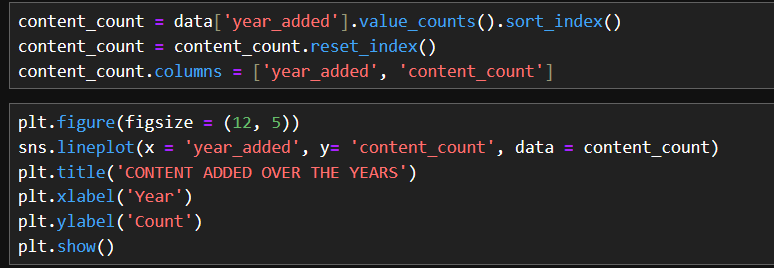 content_count = data['year_added'].value_counts().sort_index()
content_count = content_count.reset_index()
content_count.columns = ['year_added', 'content_count']
plt.figure(figsize = (12, 5))
sns.lineplot(x = 'year_added', y= 'content_count', data = content_count)
plt.title('CONTENT ADDED OVER THE YEARS')
plt.xlabel('Year')
plt.ylabel('Count')
plt.show()